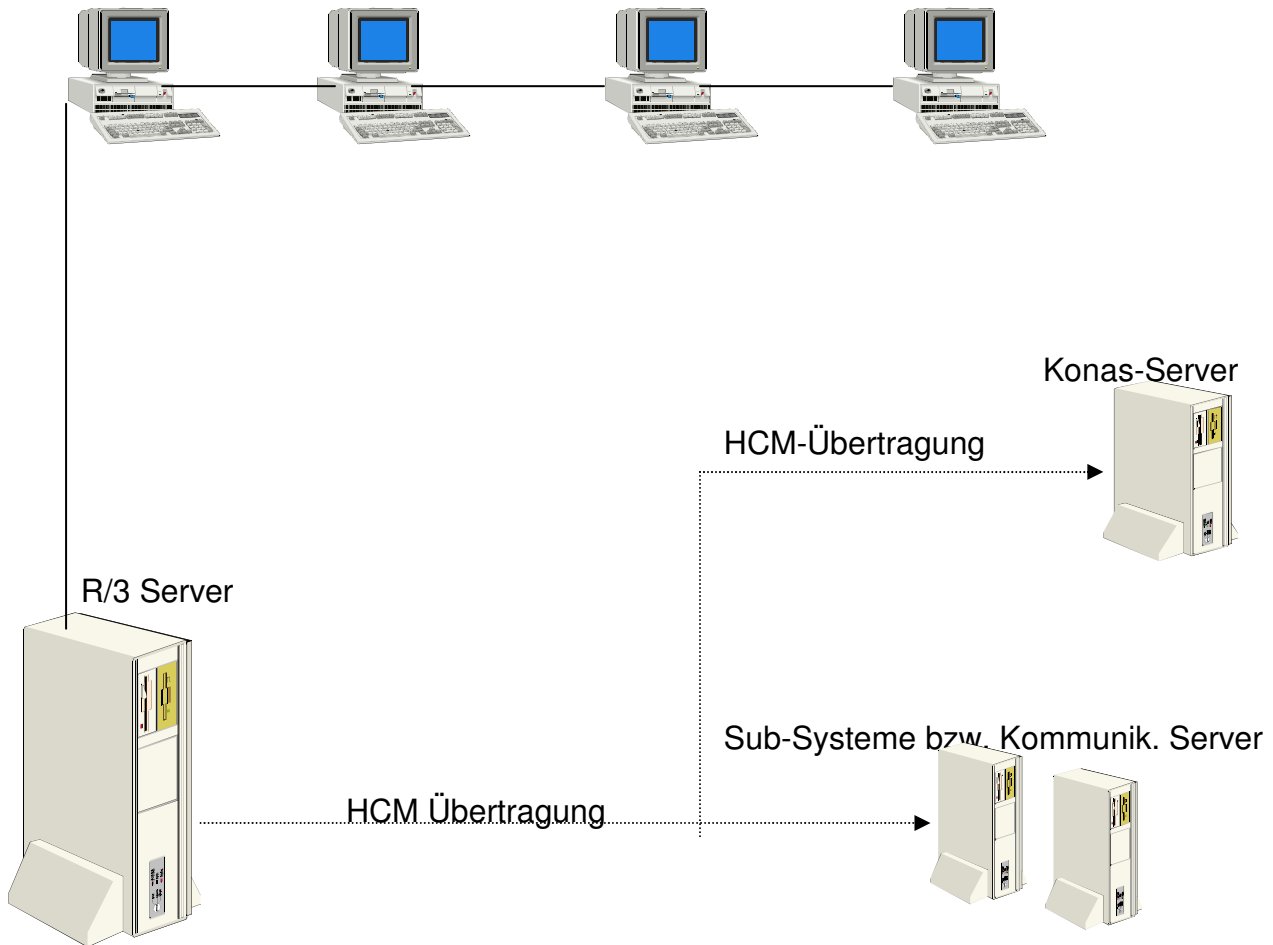 Konas-Server
HCM-Übertragung
R/3 Server
Sub-Systeme bzw. Kommunik. Server
HCM Übertragung